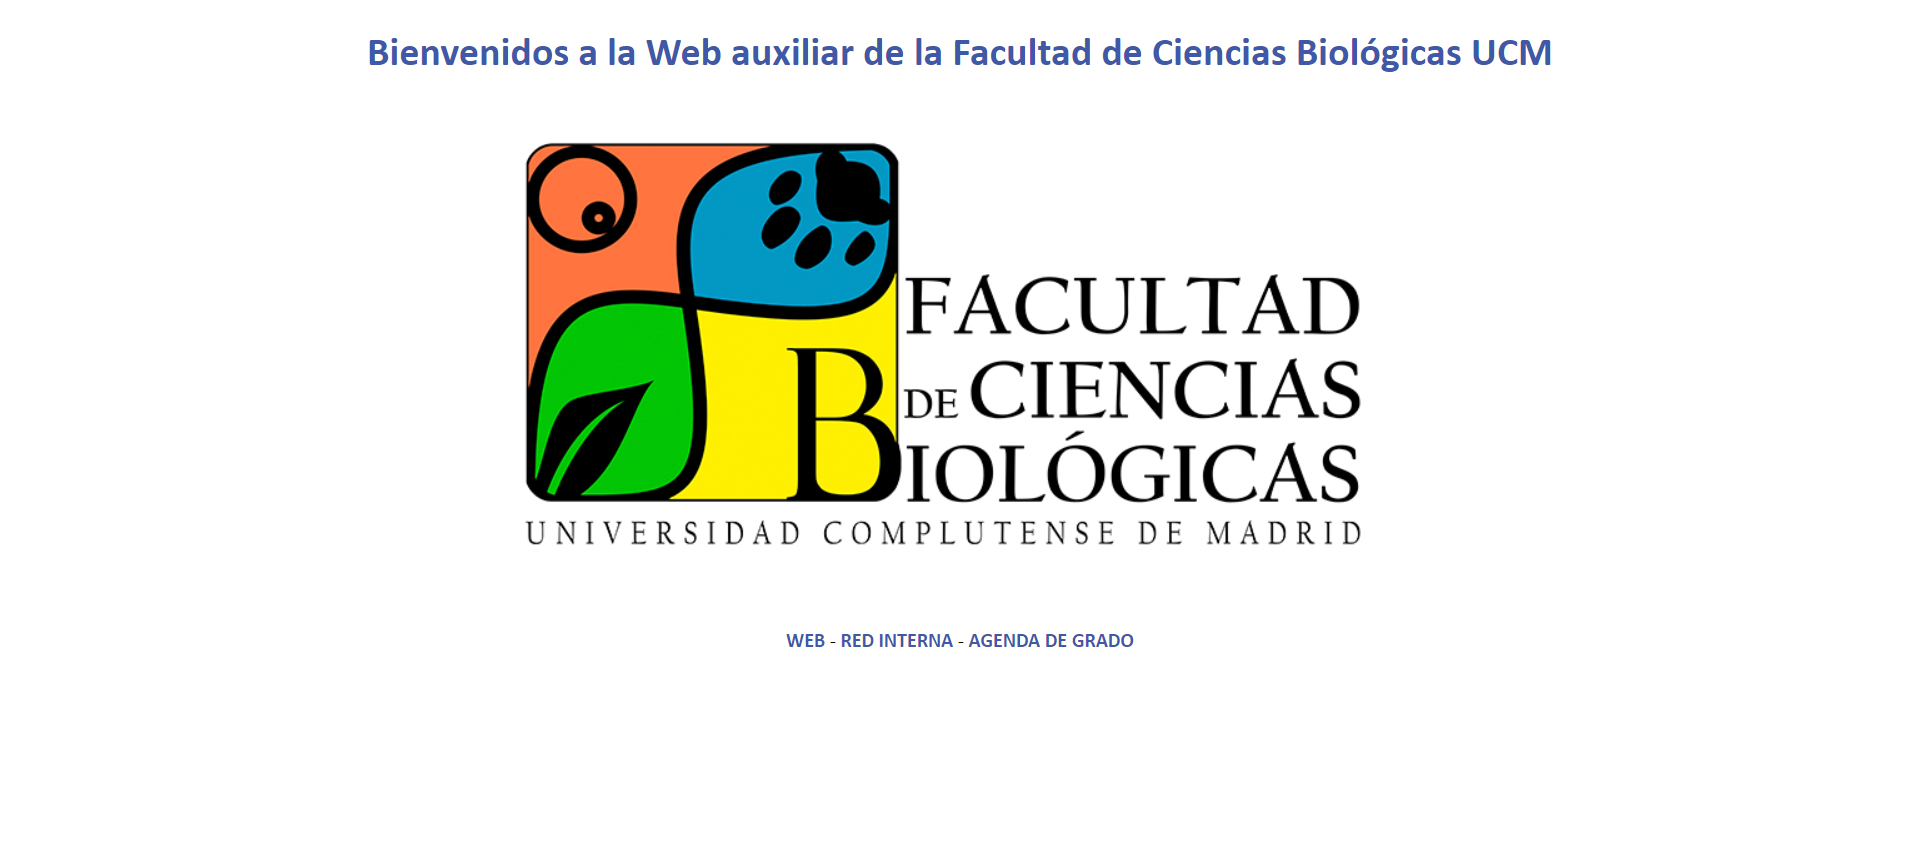 Bienvenidos a la Web auxiliar de la Facultad de Ciencias Biológicas UCM
FACULTAD
DE CIENCIAS
BIOLÓGICAS
UNIVERSIDAD COMPLUTENSE DE MADRID
WEB - RED INTERNA - AGENDA DE GRADO